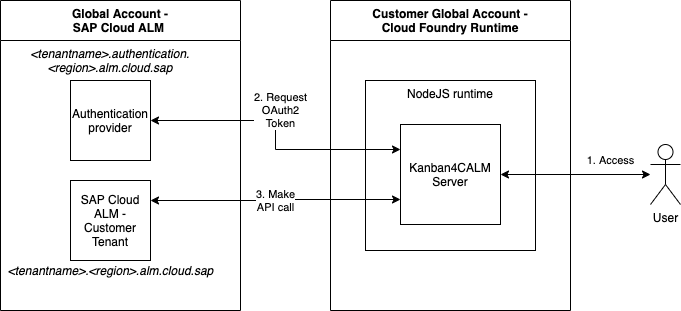 Global Account -
SAP Cloud ALM
<tenantname>.authentication.
<region>.alm.cloud.sap
Authentication
provider
SAP Cloud
ALM -
Customer
Tenant
<tenantname>.<region>.alm.cloud.sap
2. Request
OAuth2
Token
3. Make
API call
Customer Global Account -
Cloud Foundry Runtime
NodeJS runtime
Kanban4CALM
Server
1. Access
User